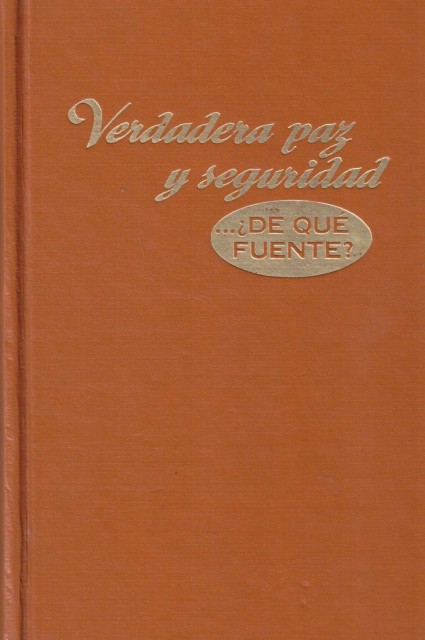 Verdadera paz
y seguridad
...¿DE QUÉ
FUENTE?...